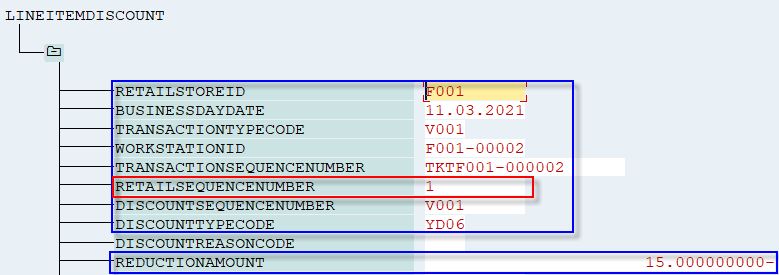 LINEITEMDISCOUNT
RETAILSTOREID F001
BUSINESSDAYDATE 11.03.2021
TRANSACTIONTYPECODE V001
WORKSTATIONID F001-00002
TRANSACTIONSEQUENCENUMBER TKTF001-000002
RETAILSEQUENCENUMBER 1
DISCOUNTSEQUENCENUMBER V001
DISCOUNTTYPECODE YD06
DISCOUNTREASONCODE
REDUCTIONAMOUNT 15.000000000-